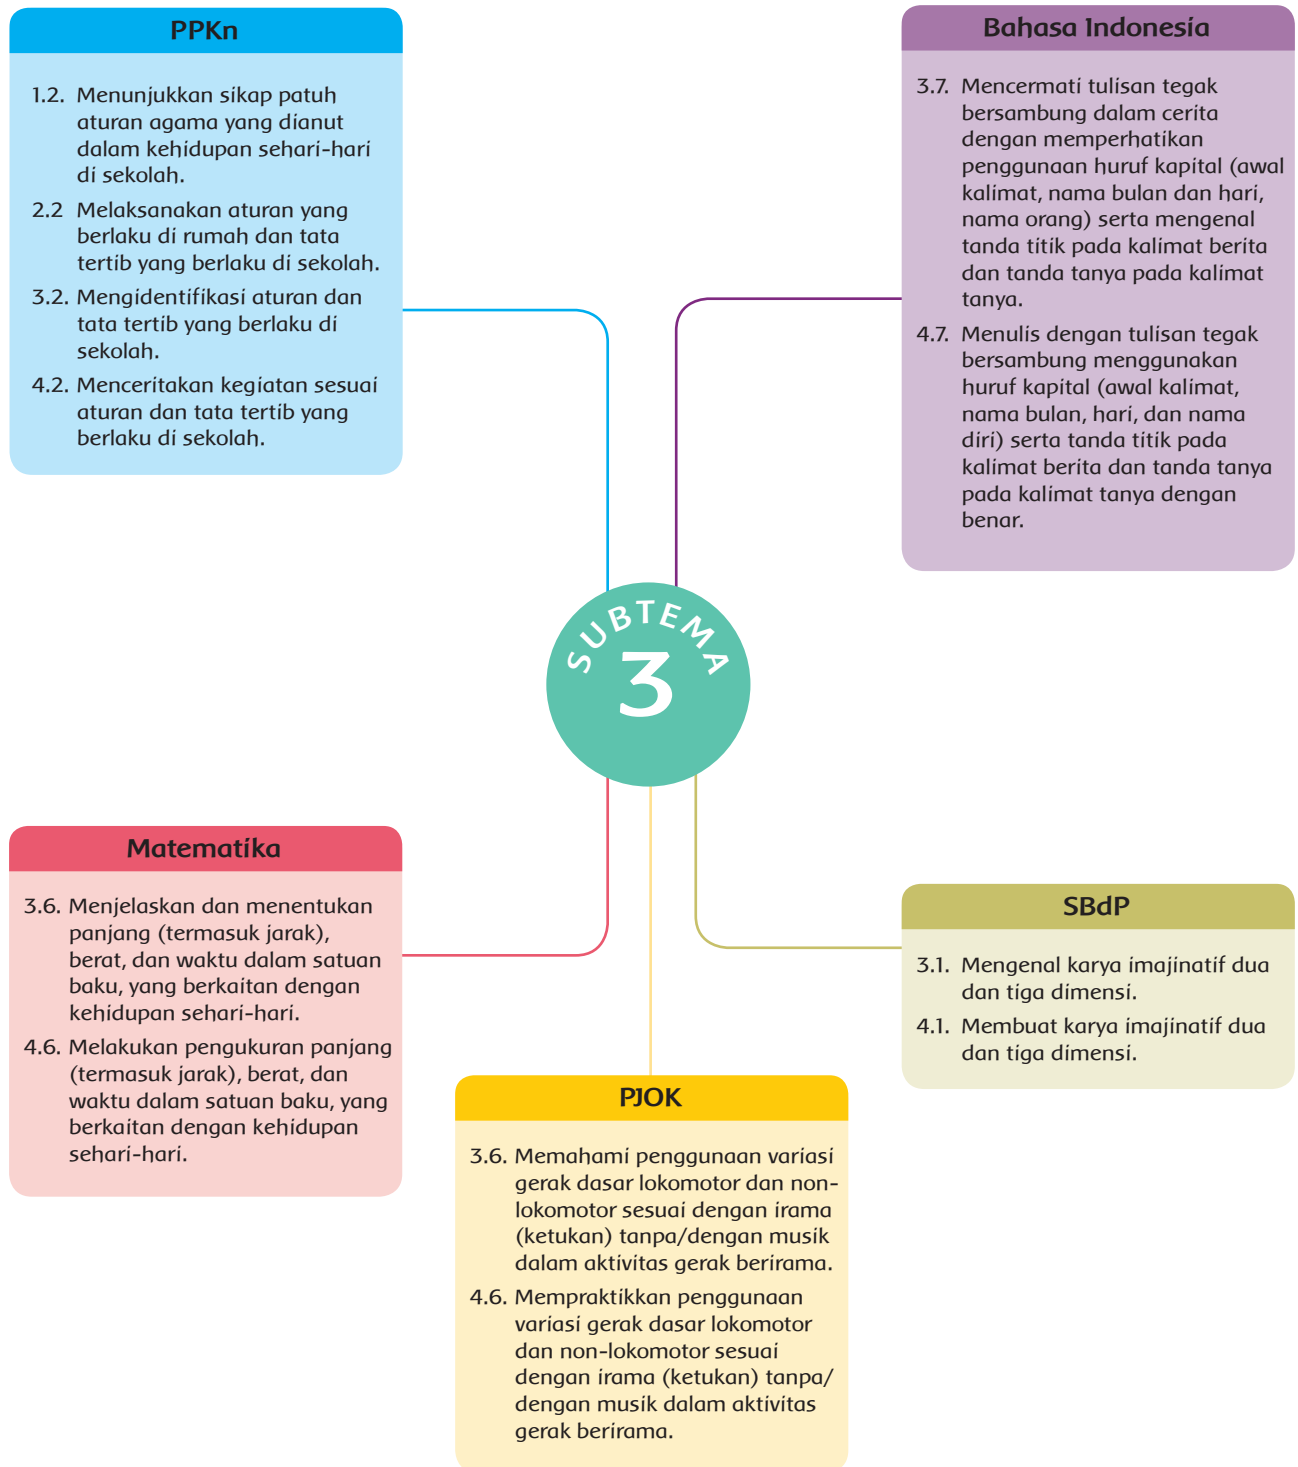 PPKn
1.2. Menunjukkan sikap patuh
aturan agama yang dianut
dalam kehidupan sehari-hari
di sekolah.
2.2 Melaksanakan aturan yang
berlaku di rumah dan tata
tertib yang berlaku di sekolah.
3.2. Mengidentifikasi aturan dan
tata tertib yang berlaku di
sekolah.
4.2. Menceritakan kegiatan sesuai
aturan dan tata tertib yang
berlaku di sekolah.
Bahasa Indonesia
3.7. Mencermati tulisan tegak
bersambung dalam cerita
dengan memperhatikan
penggunaan huruf kapital (awal
kalimat, nama bulan dan hari,
nama orang) serta mengenal
tanda titik pada kalimat berita
dan tanda tanya pada kalimat
tanya.
4.7. Menulis dengan tulisan tegak
bersambung menggunakan
huruf kapital (awal kalimat,
nama bulan, hari, dan nama
diri) serta tanda titik pada
kalimat berita dan tanda tanya
pada kalimat tanya dengan
benar.
SUBTEMA
3
Matematika
3.6. Menjelaskan dan menentukan
panjang (termasuk jarak),
berat, dan waktu dalam satuan
baku, yang berkaitan dengan
kehidupan sehari-hari.
4.6. Melakukan pengukuran panjang
(termasuk jarak), berat, dan
waktu dalam satuan baku, yang
berkaitan dengan kehidupan
sehari-hari.
SBdP
3.1. Mengenal karya imajinatif dua
dan tiga dimensi.
4.1. Membuat karya imajinatif dua
dan tiga dimensi.
PJOK
3.6. Memahami penggunaan variasi
gerak dasar lokomotor dan non-
lokomotor sesuai dengan irama
(ketukan) tanpa/dengan musik
dalam aktivitas gerak berirama.
4.6. Mempraktikkan penggunaan
variasi gerak dasar lokomotor
dan non-lokomotor sesuai
dengan irama (ketukan) tanpa/
dengan musik dalam aktivitas
gerak berirama.